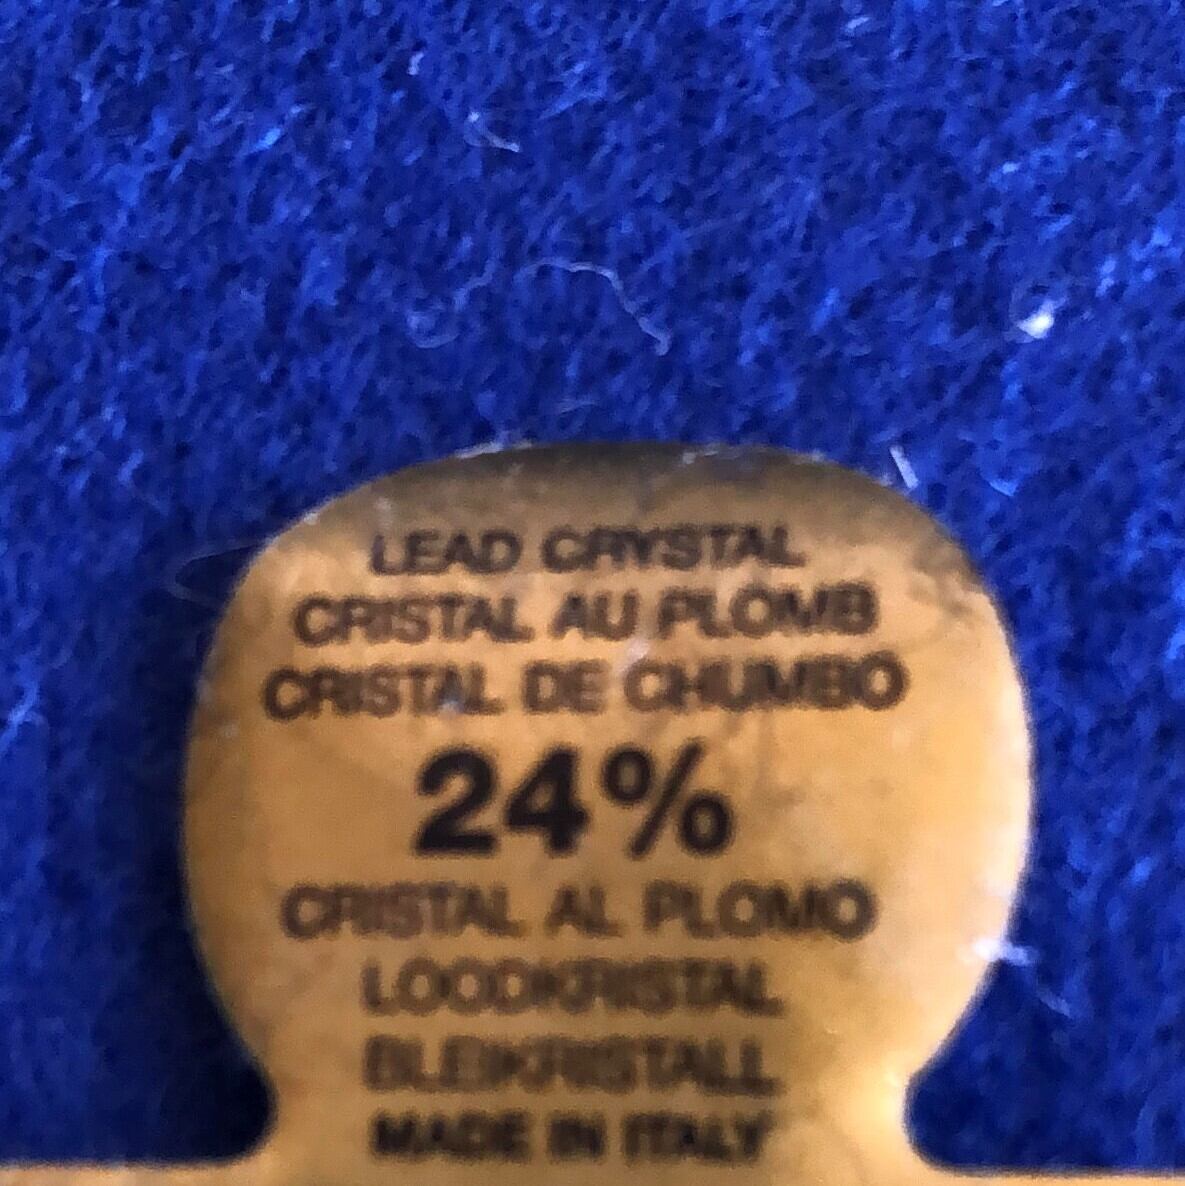 LEAD CRYSTAL
CRISTAL AU PLOMB
CRISTAL DE CHUMBO
24%
CRISTAL AL PLOMO
LOODKRISTAL
BLEIKRISTALL
MADE IN ITALY